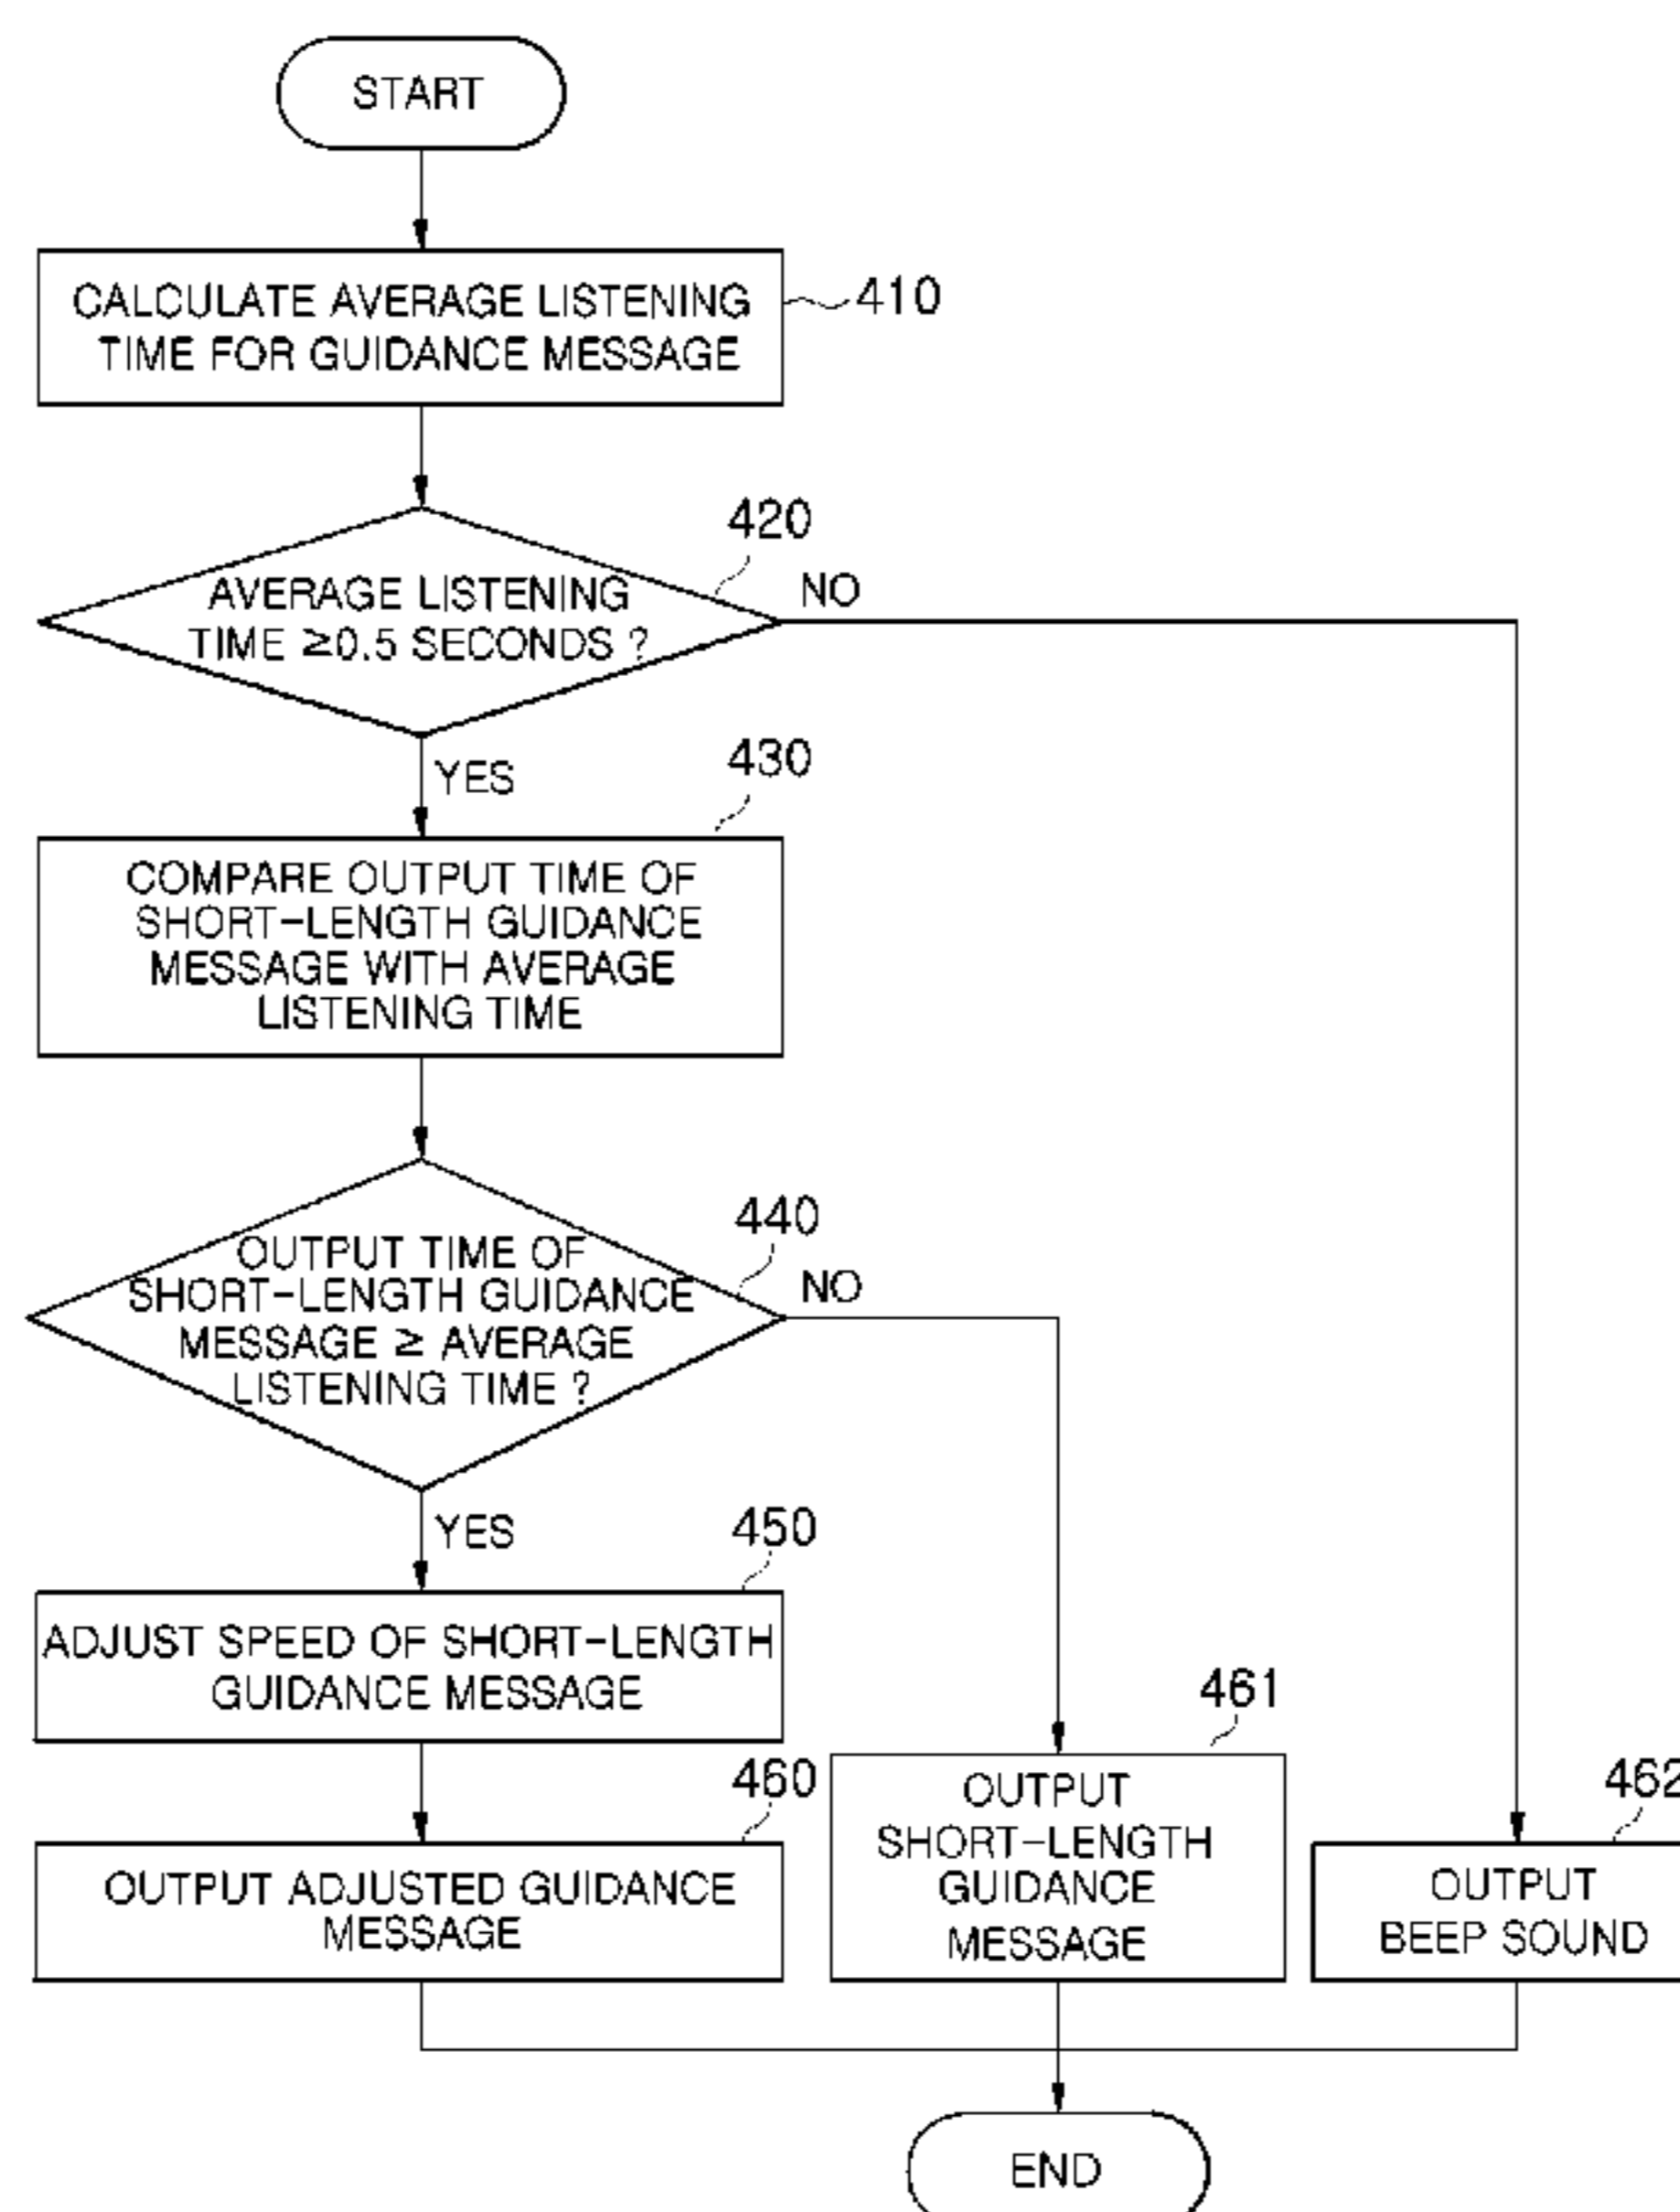 START
CALCULATE AVERAGE LISTENING
TIME FOR GUIDANCE MESSAGE
410
420
AVERAGE LISTENING
TIME ≥0.5 SECONDS ?
NO
YES
430
COMPARE OUTPUT TIME OF
SHORT-LENGTH GUIDANCE
MESSAGE WITH AVERAGE
LISTENING TIME
440
OUTPUT TIME OF
SHORT-LENGTH GUIDANCE
MESSAGE ≥ AVERAGE
LISTENING TIME ?
NO
YES
450
ADJUST SPEED OF SHORT-LENGTH
GUIDANCE MESSAGE
460
OUTPUT ADJUSTED GUIDANCE
MESSAGE
461
OUTPUT
SHORT-LENGTH
GUIDANCE
MESSAGE
462
OUTPUT
BEEP SOUND
END